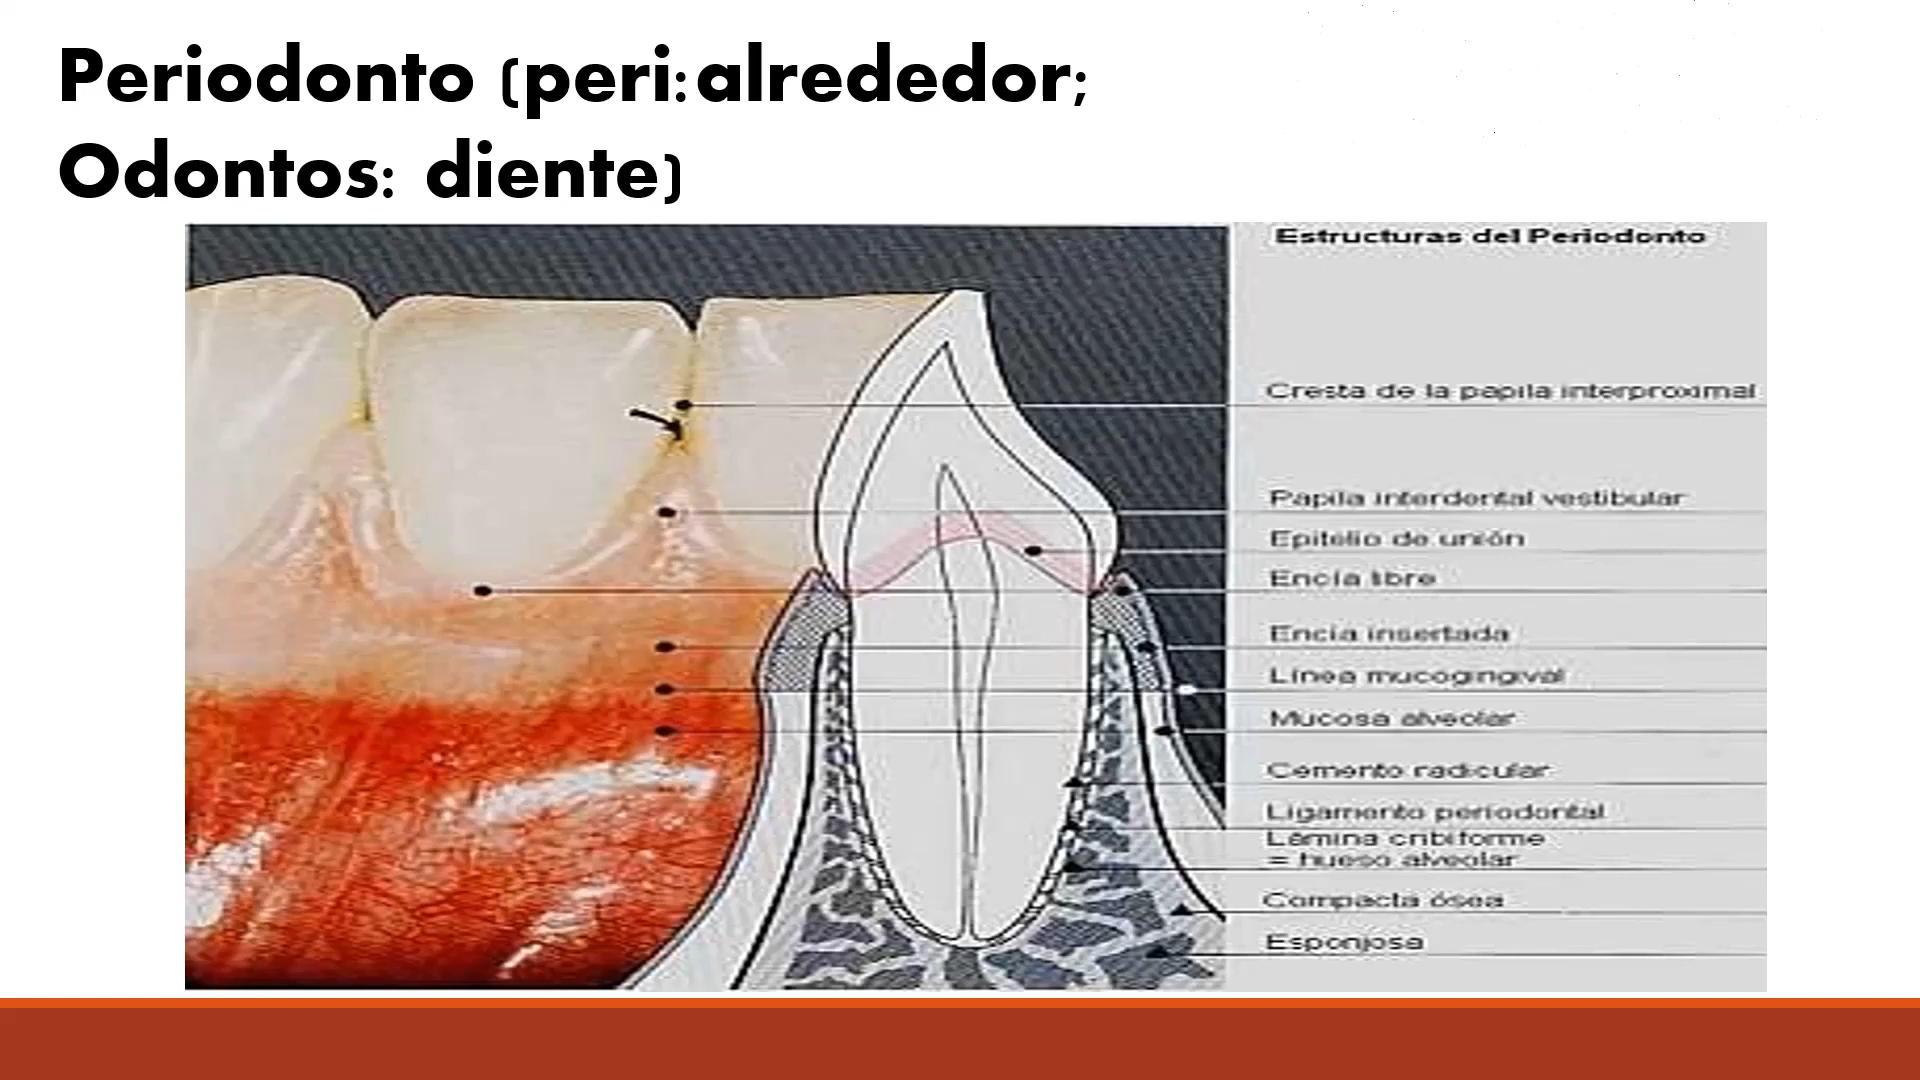 Periodonto (peri:alrededor;
Odontos: diente)
Estructuras del Periodonto
Cresta de la papila interproximal
Papila interdental vestibular
Epitelio de unión
Encía libre
Encía insertada
Línea mucogingival
Mucosa alveolar
Cemento radicular
Ligamento periodontal
Lámina cribiforme
= hueso alveolar
Compacta ósea
Esponjosa